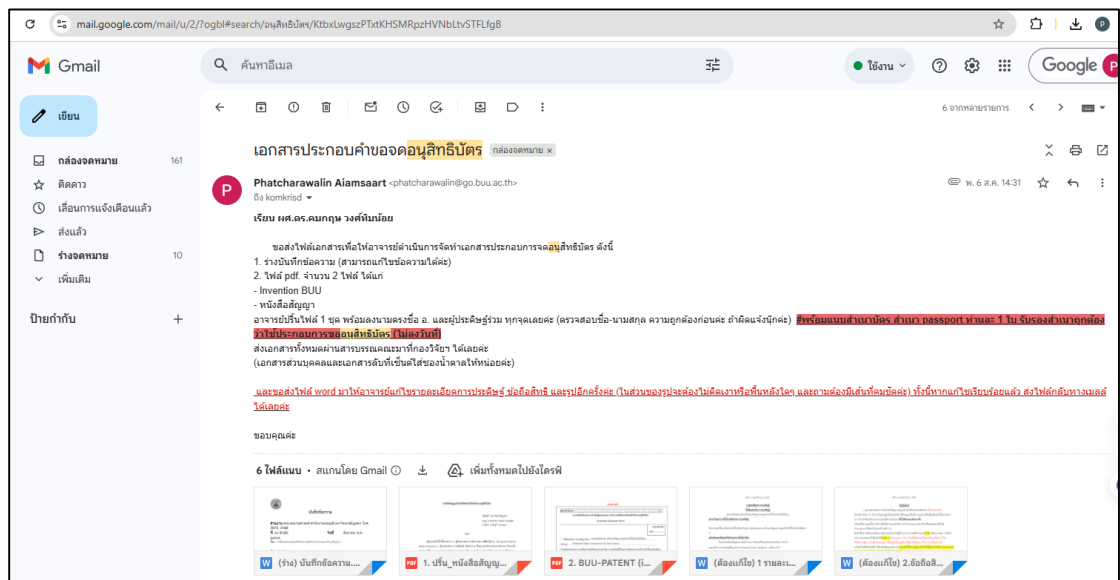 mail.google.com/mail/u/2/?ogbl#search/อนุสิทธิบัตร/KtbxLwgszPTxtKHSMRpzHVNbLtvSTFLfgB
P
Gmail
ค้นหาอีเมล
ใช้งาน
Google
P
เขียน
6 จากหลายรายการ
กล่องจดหมาย 161
ติดดาว
เลื่อนการแจ้งเตือนแล้ว
ส่งแล้ว
ร่างจดหมาย 10
เพิ่มเติม
ป้ายกำกับ
เอกสารประกอบคำขอจดอนุสิทธิบัตร กล่องจดหมาย ×
P
Phatcharawalin Aiamsaart <phatcharawalin@go.buu.ac.th>
พ. 6 ส.ค. 14:31
ถึง komkrisd
เรียน ผศ.ดร.คมกฤษ วงศ์ทิมน้อย
ขอส่งไฟล์เอกสารเพื่อให้อาจารย์ดำเนินการจัดทำเอกสารประกอบการจดอนุสิทธิบัตร ดังนี้
1. ร่างบันทึกข้อความ (สามารถแก้ไขข้อความได้ค่ะ)
2. ไฟล์ pdf. จำนวน 2 ไฟล์ ได้แก่
- Invention BUU
- หนังสือสัญญา
อาจารย์ปริ้นไฟล์ 1 ชุด พร้อมลงนามตรงชื่อ อ. และผู้ประดิษฐ์ร่วม ทุกจุดเลยค่ะ (ตรวจสอบชื่อ-นามสกุล ความถูกต้องก่อนค่ะ ถ้าผิดแจ้งนุ๊กค่ะ) #พร้อมแนบสำเนาบัตร สำเนา passport ท่านละ 1 ใบ รับรองสำเนาถูกต้อง
ว่าใช้ประกอบการขออนุสิทธิบัตร (ไม่ลงวันที่)
ส่งเอกสารทั้งหมดผ่านสารบรรณคณะมาที่กองวิจัยฯ ได้เลยค่ะ
(เอกสารส่วนบุคคลและเอกสารลับที่เซ็นต์ใส่ซองน้ำตาลให้หน่อยค่ะ)
และขอส่งไฟล์ word มาให้อาจารย์แก้ไขรายละเอียดการประดิษฐ์ ข้อถือสิทธิ และรูปอีกครั้งค่ะ (ในส่วนของรูปจะต้องไม่ติดเงาหรือพื้นหลังใดๆ และถามต้องมีเส้นที่คมชัดค่ะ) ทั้งนี้หากแก้ไขเรียบร้อยแล้ว ส่งไฟล์กลับทางเมลล์
ได้เลยค่ะ
ขอบคุณค่ะ
6 ไฟล์แนบ • สแกนโดย Gmail
เพิ่มทั้งหมดไปยังไดรฟ์
บันทึกข้อความ
W (ร่าง) บันทึกข้อความ....
PDF 1. ปริ้น_หนังสือสัญญ...
PDF 2. BUU-PATENT (i...
W (ต้องแก้ไข) 1 รายละเ...
W (ต้องแก้ไข) 2.ข้อถือสิ...